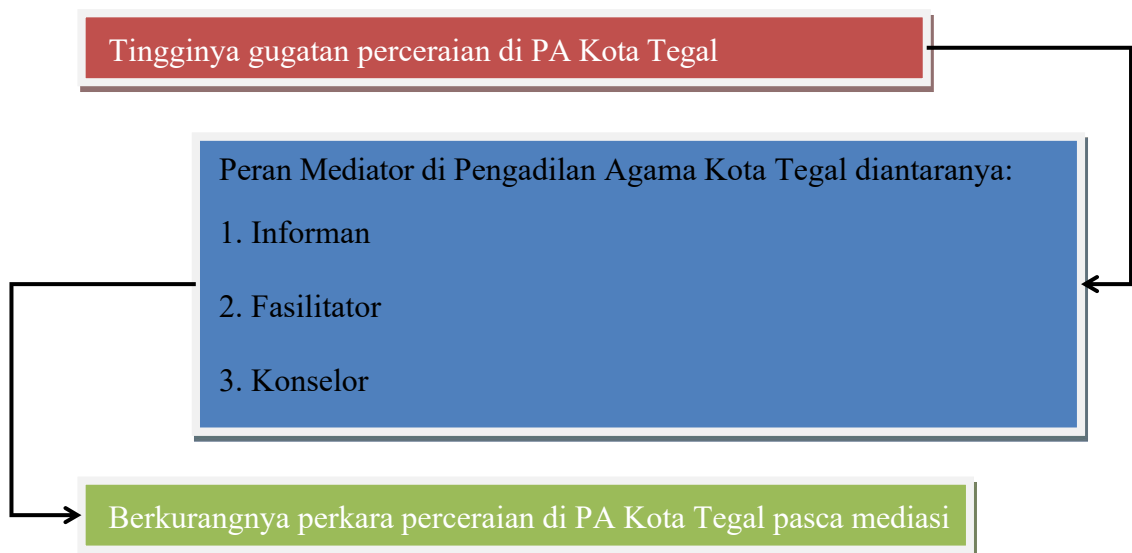 Tingginya gugatan perceraian di PA Kota Tegal
Peran Mediator di Pengadilan Agama Kota Tegal diantaranya:
1. Informan
2. Fasilitator
3. Konselor
Berkurangnya perkara perceraian di PA Kota Tegal pasca mediasi